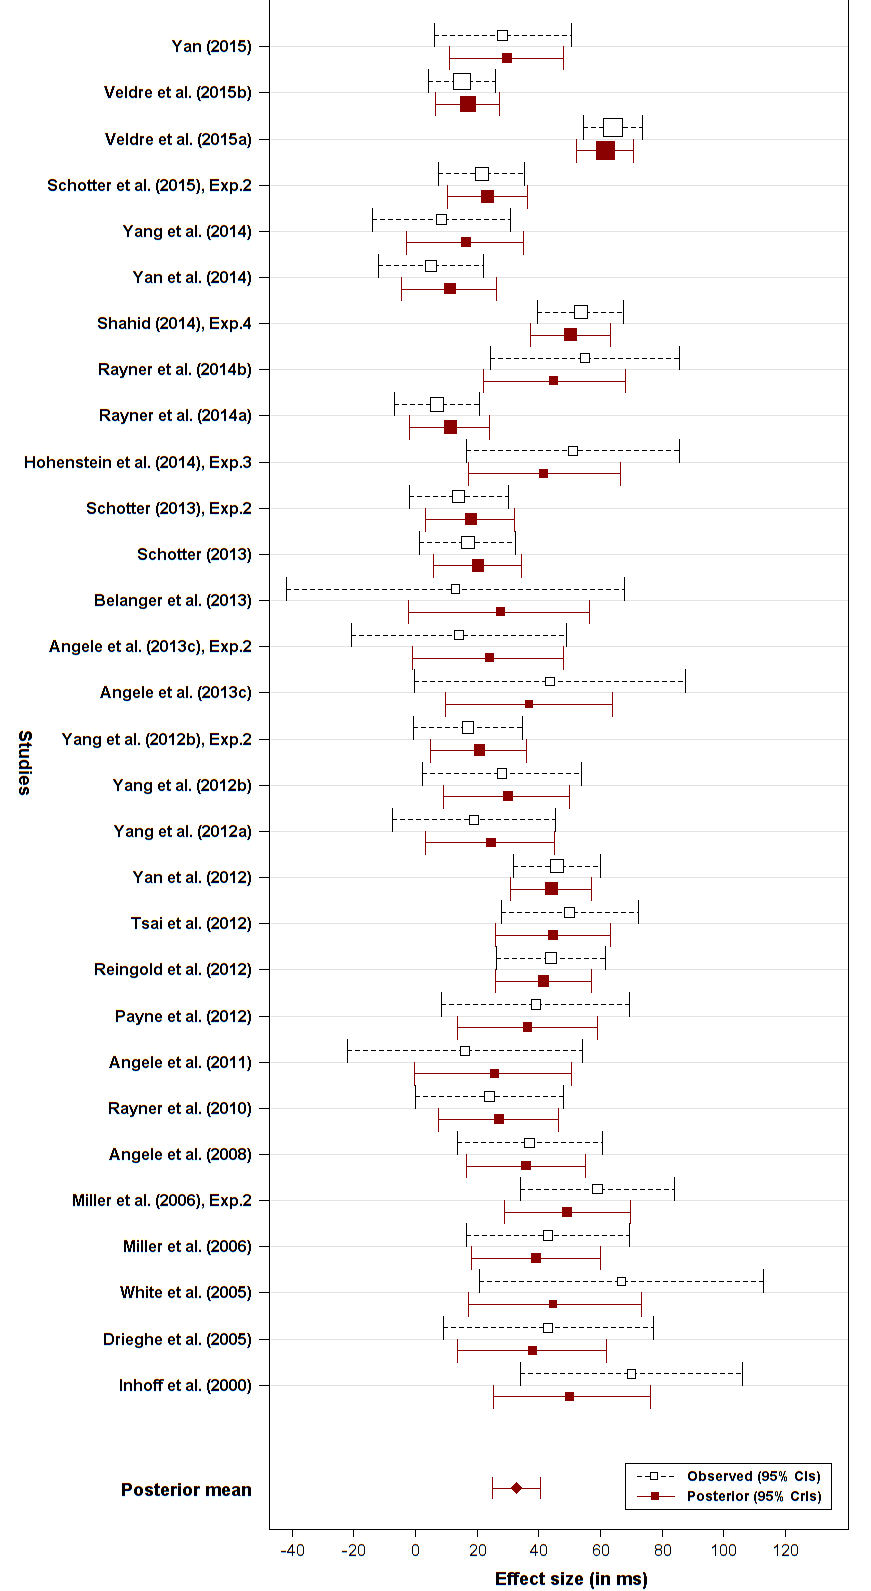 Yan (2015)
Veldre et al. (2015b)
Veldre et al. (2015a)
Schotter et al. (2015), Exp.2
Yang et al. (2014)
Yan et al. (2014)
Shahid (2014), Exp.4
Rayner et al. (2014b)
Rayner et al. (2014a)
Hohenstein et al. (2014), Exp.3
Schotter (2013), Exp.2
Schotter (2013)
Belanger et al. (2013)
Angele et al. (2013c), Exp.2
Angele et al. (2013c)
Yang et al. (2012b), Exp.2
Studies
Yang et al. (2012b)
Yang et al. (2012a)
Yan et al. (2012)
Tsai et al. (2012)
Reingold et al. (2012)
Payne et al. (2012)
Angele et al. (2011)
Rayner et al. (2010)
Angele et al. (2008)
Miller et al. (2006), Exp.2
Miller et al. (2006)
White et al. (2005)
Drieghe et al. (2005)
Inhoff et al. (2000)
Posterior mean
Observed (95% CIs)
Posterior (95% CrIs)
-40 -20 0 20 40 60 80 100 120
Effect size (in ms)